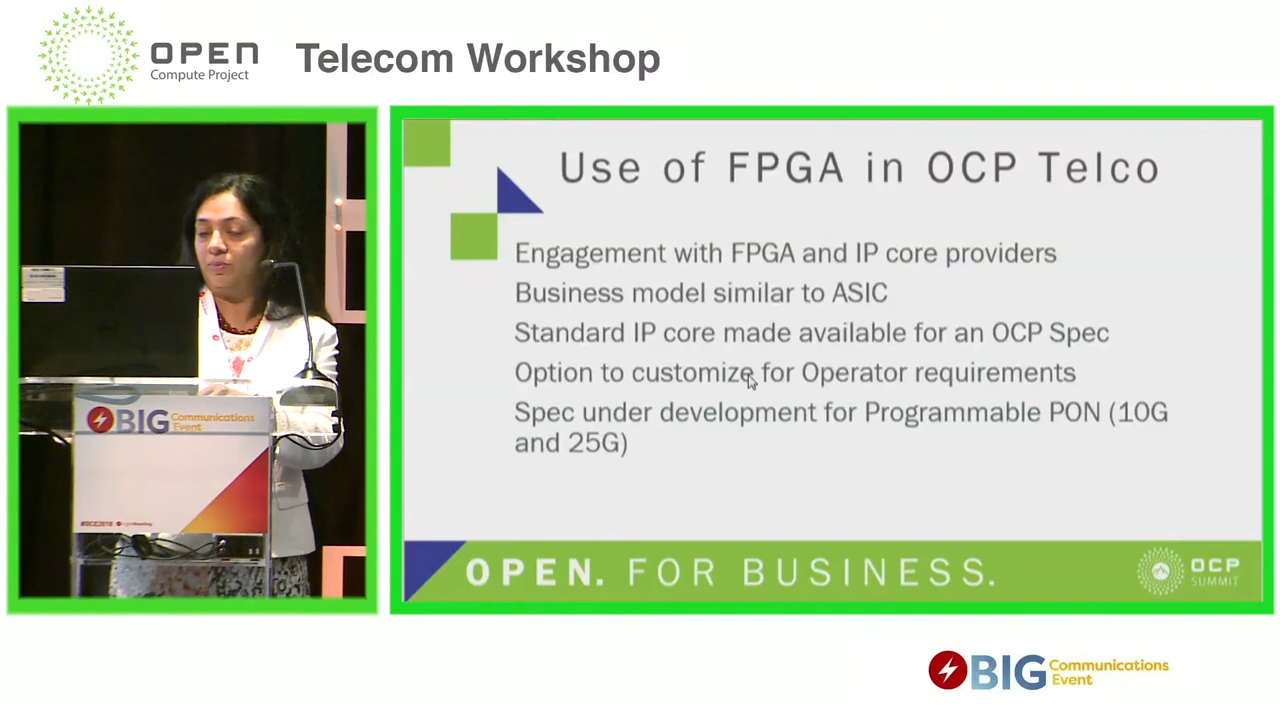 OPEN
Compute Project
Telecom Workshop
Use of FPGA in OCP Telco
Engagement with FPGA and IP core providers
Business model similar to ASIC
Standard IP core made available for an OCP Spec
Option to customize for Operator requirements
Spec under development for Programmable PON (10G
and 25G)
OPEN. FOR BUSINESS.
OCP
SUMMIT
BIG Communications
Event
#BCE2018
BIG Communications
Event